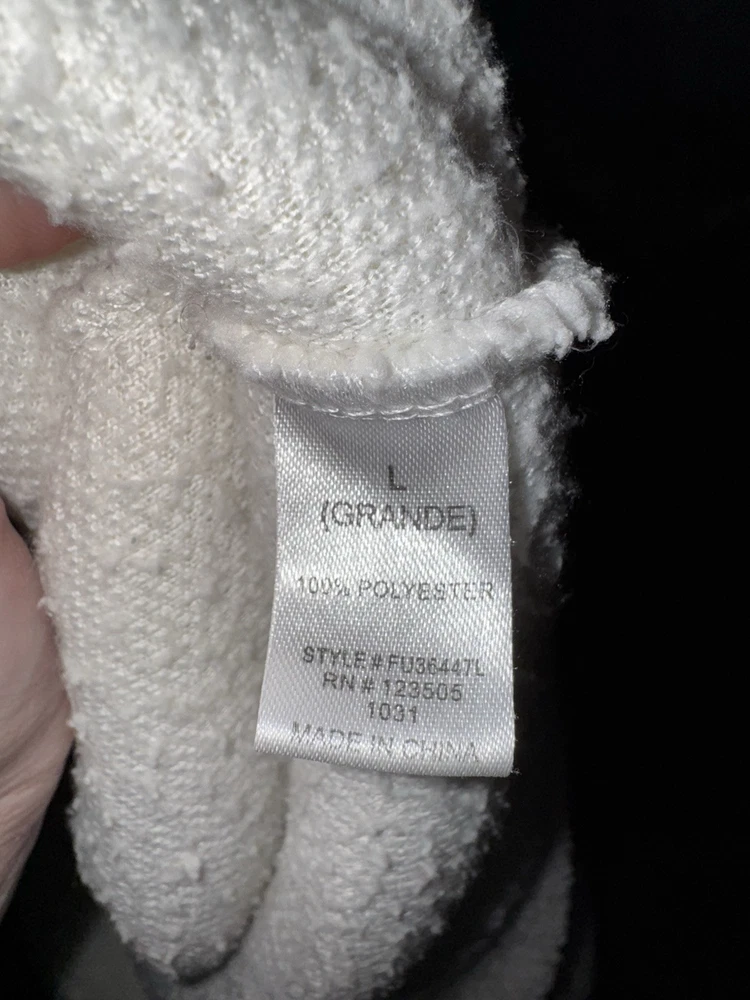 L
(GRANDE)
100% POLYESTER
STYLE # FU36447L
RN # 123505
1031
MADE IN CHINA